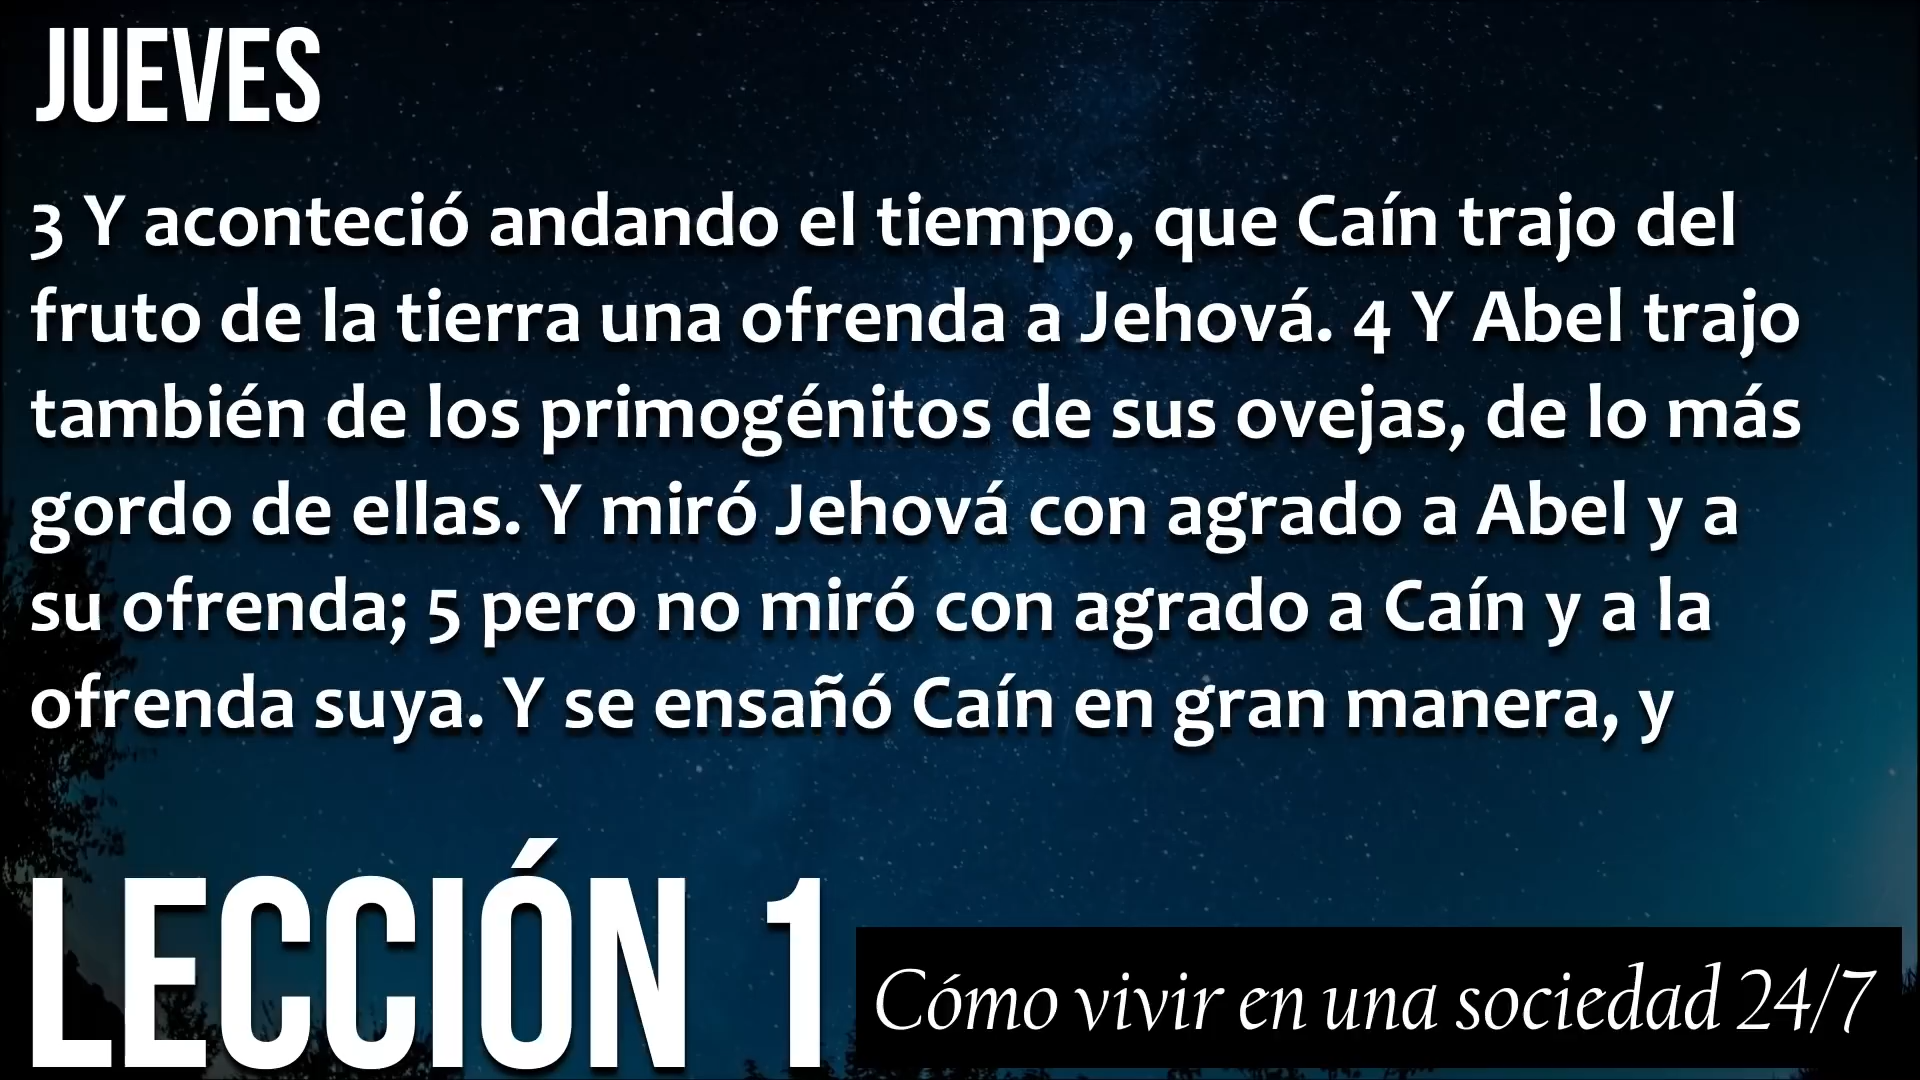 JUEVES
3 Y aconteció andando el tiempo, que Caín trajo del
fruto de la tierra una ofrenda a Jehová. 4 Y Abel trajo
también de los primogénitos de sus ovejas, de lo más
gordo de ellas. Y miró Jehová con agrado a Abel y a
su ofrenda; 5 pero no miró con agrado a Caín y a la
ofrenda suya. Y se ensañó Caín en gran manera, y
LECCIÓN 1
Cómo vivir en una sociedad 24/7